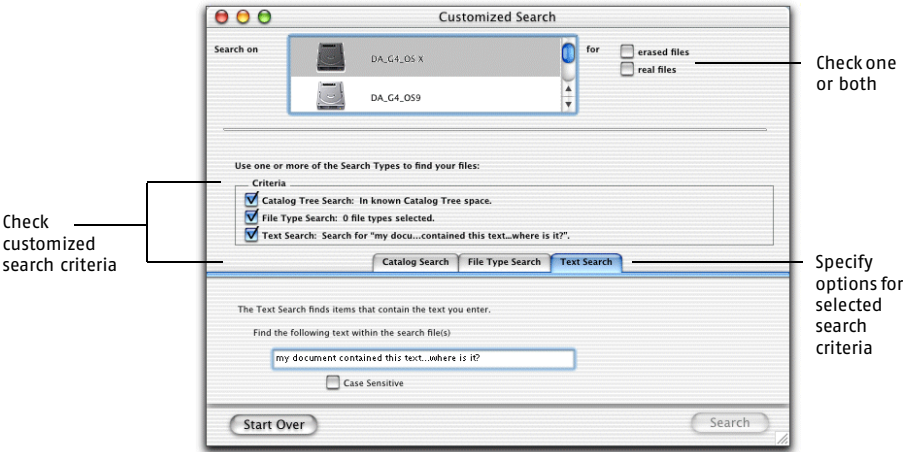 Customized Search
Search on
DA_G4_OS X
DA_G4_OS9
for
erased files
real files
Check one
or both
Use one or more of the Search Types to find your files:
Criteria
Catalog Tree Search: In known Catalog Tree space.
File Type Search: 0 file types selected.
Text Search: Search for "my docu...contained this text...where is it?".
Check
customized
search criteria
Catalog Search
File Type Search
Text Search
Specify
options for
selected
search
criteria
The Text Search finds items that contain the text you enter.
Find the following text within the search file(s)
my document contained this text...where is it?
Case Sensitive
Start Over
Search